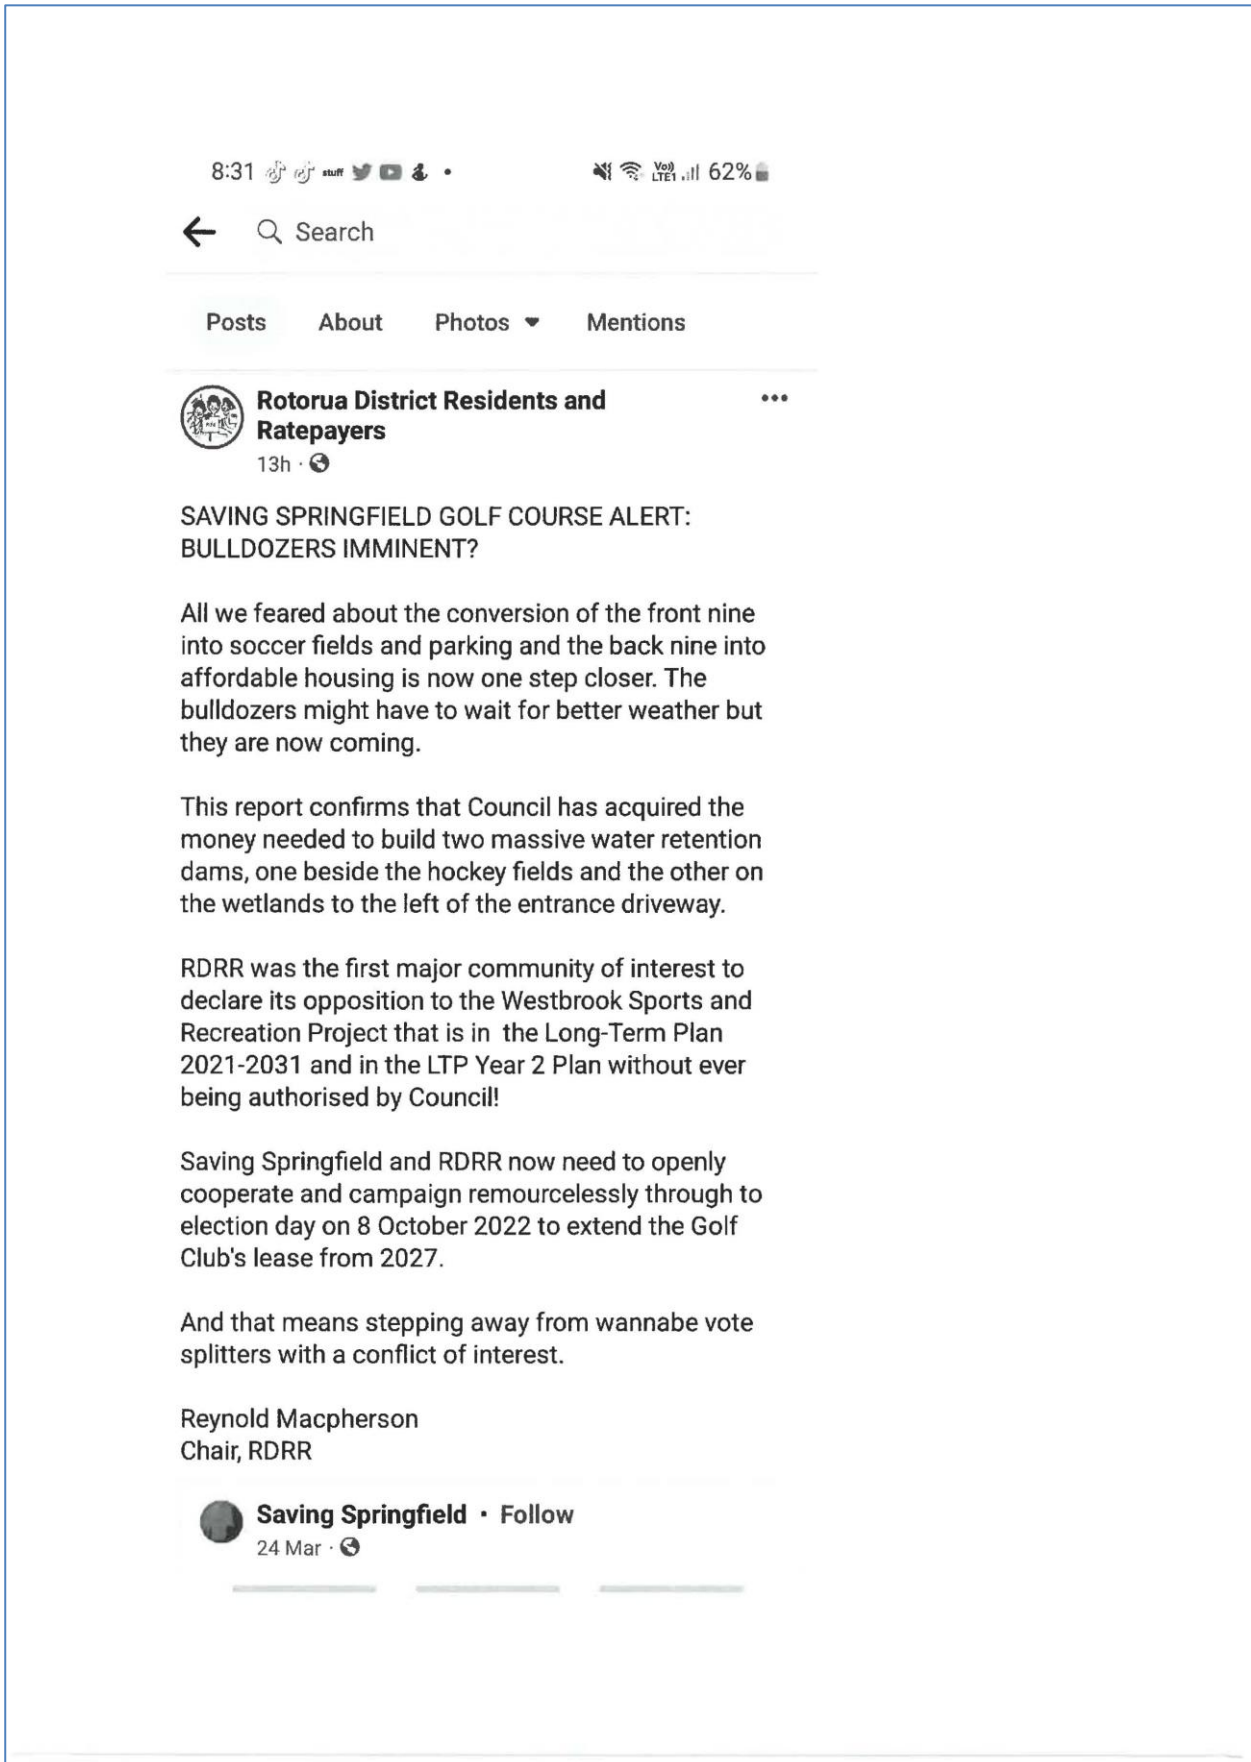 8:31 stuff Vo)) LTE1 62%
Search
Posts About Photos Mentions
Rotorua District Residents and
Ratepayers
13h ·
SAVING SPRINGFIELD GOLF COURSE ALERT:
BULLDOZERS IMMINENT?
All we feared about the conversion of the front nine
into soccer fields and parking and the back nine into
affordable housing is now one step closer. The
bulldozers might have to wait for better weather but
they are now coming.
This report confirms that Council has acquired the
money needed to build two massive water retention
dams, one beside the hockey fields and the other on
the wetlands to the left of the entrance driveway.
RDRR was the first major community of interest to
declare its opposition to the Westbrook Sports and
Recreation Project that is in the Long-Term Plan
2021-2031 and in the LTP Year 2 Plan without ever
being authorised by Council!
Saving Springfield and RDRR now need to openly
cooperate and campaign remourcelessly through to
election day on 8 October 2022 to extend the Golf
Club's lease from 2027.
And that means stepping away from wannabe vote
splitters with a conflict of interest.
Reynold Macpherson
Chair, RDRR
Saving Springfield · Follow
24 Mar ·